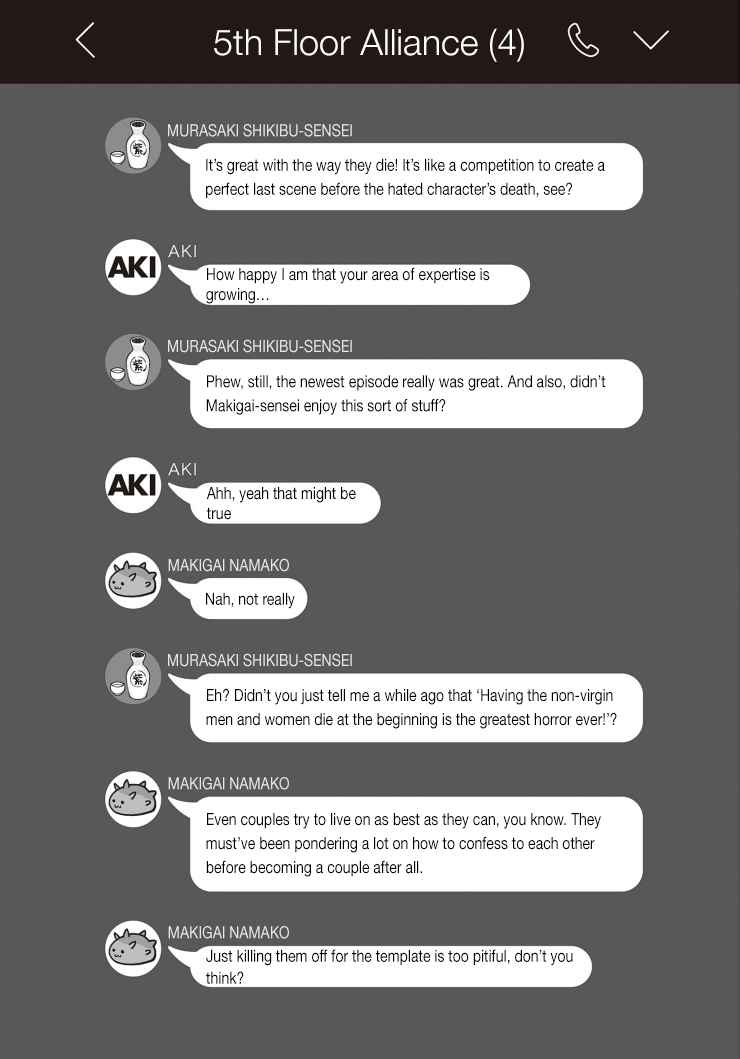 5th Floor Alliance (4)
MURASAKI SHIKIBU-SENSEI
紫
It's great with the way they die! It's like a competition to create a
perfect last scene before the hated character's death, see?
AKI
AKI
How happy I am that your area of expertise is
growing…
MURASAKI SHIKIBU-SENSEI
紫
Phew, still, the newest episode really was great. And also, didn't
Makigai-sensei enjoy this sort of stuff?
AKI
AKI
Ahh, yeah that might be
true
MAKIGAI NAMAKO
Nah, not really
MURASAKI SHIKIBU-SENSEI
紫
Eh? Didn't you just tell me a while ago that ‘Having the non-virgin
men and women die at the beginning is the greatest horror ever!’?
MAKIGAI NAMAKO
Even couples try to live on as best as they can, you know. They
must've been pondering a lot on how to confess to each other
before becoming a couple after all.
MAKIGAI NAMAKO
Just killing them off for the template is too pitiful, don't you
think?